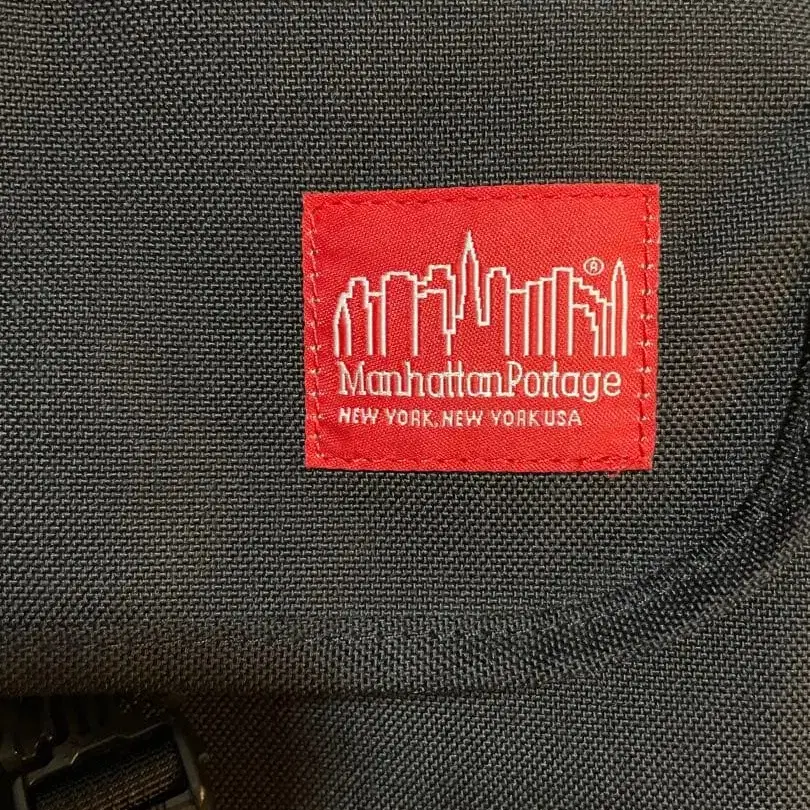 ®
ManhattanPortage
NEW YORK, NEW YORK USA